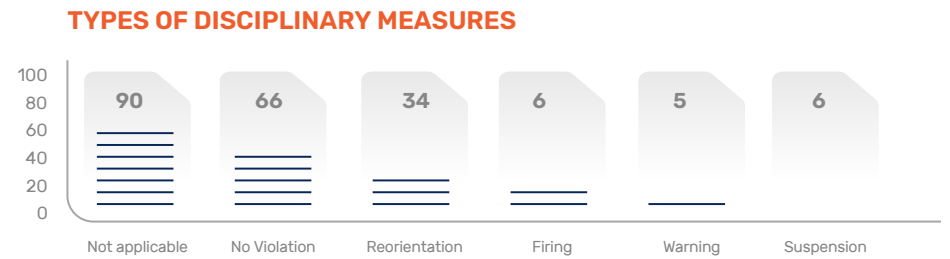 TYPES OF DISCIPLINARY MEASURES
100
80
60
40
20
0
90
66
34
6
5
6
Not applicable
No Violation
Reorientation
Firing
Warning
Suspension